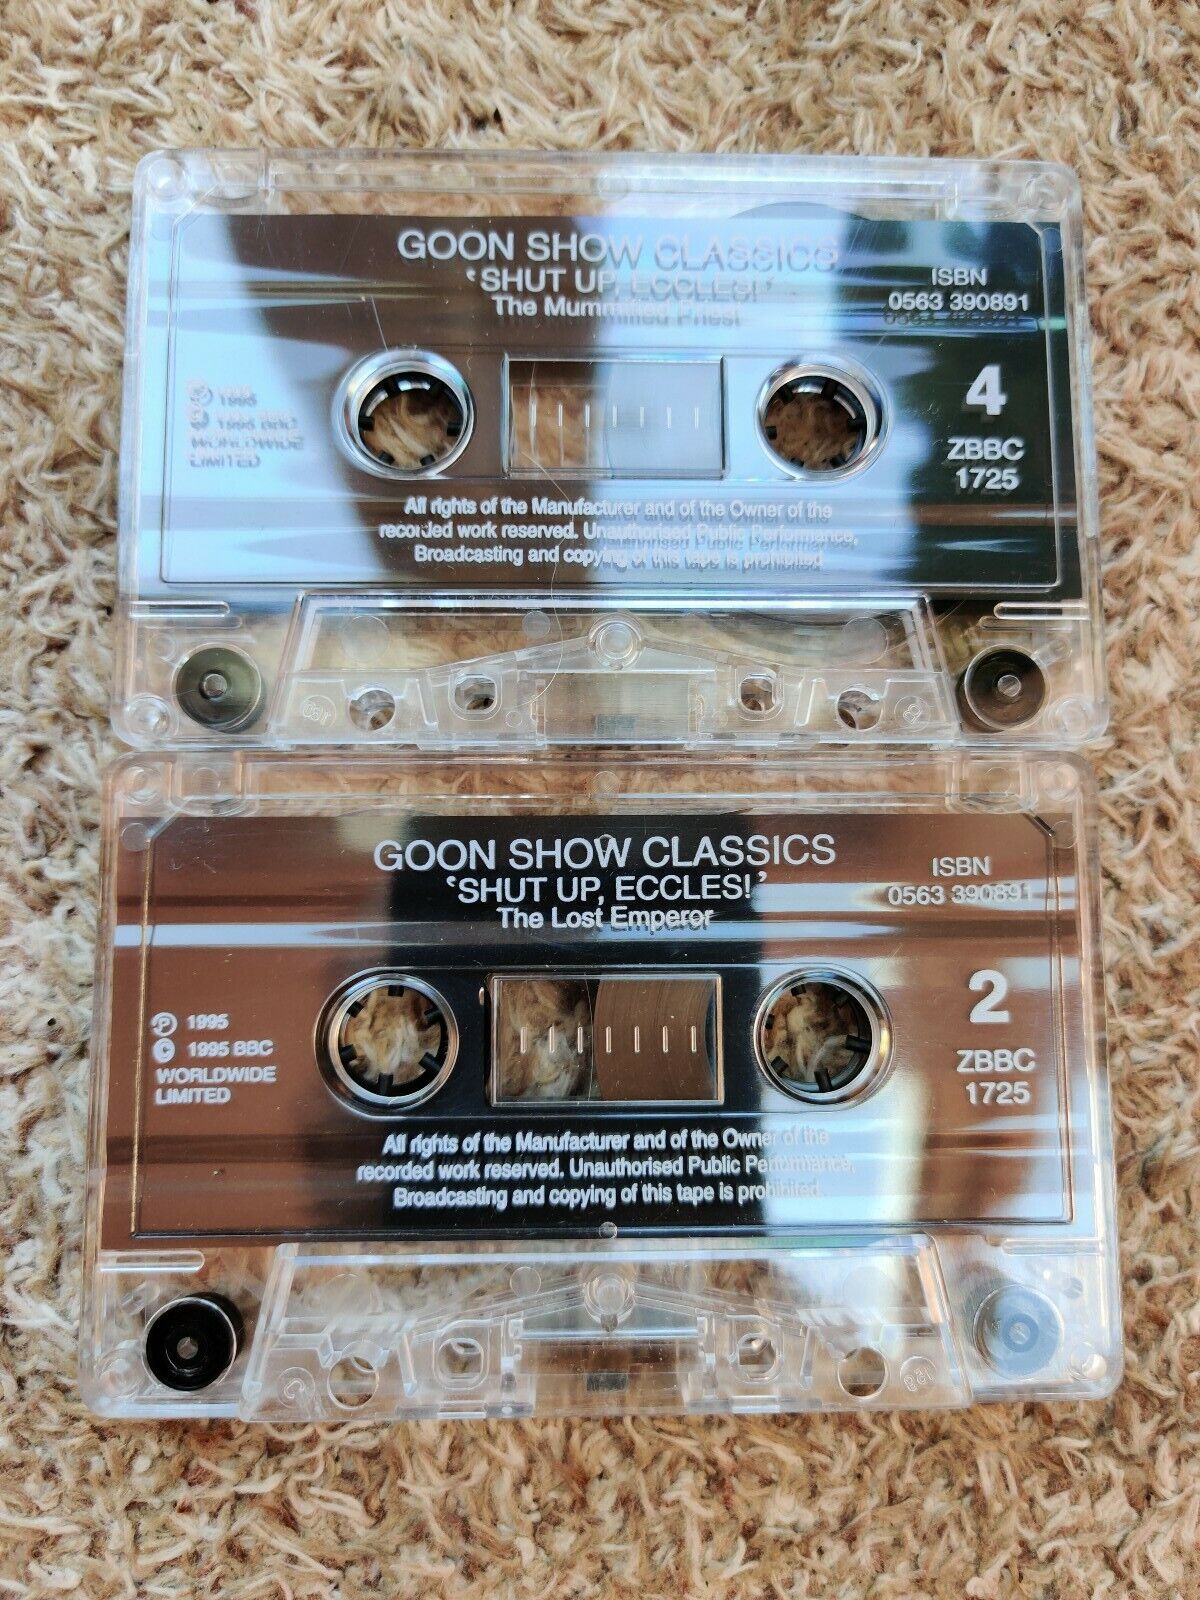 GOON SHOW CLASSICS
‘SHUT UP, ECCLES!’
The Mummified Priest
ISBN
0563 390891
4
ZBBC
1725
℗ 1995
© 1995 BBC
WORLDWIDE
LIMITED
All rights of the Manufacturer and of the Owner of the
recorded work reserved. Unauthorised Public Performance,
Broadcasting and copying of this tape is prohibited
GOON SHOW CLASSICS
‘SHUT UP, ECCLES!’
The Lost Emperor
ISBN
0563 390891
2
ZBBC
1725
℗ 1995
© 1995 BBC
WORLDWIDE
LIMITED
All rights of the Manufacturer and of the Owner of the
recorded work reserved. Unauthorised Public Performance,
Broadcasting and copying of this tape is prohibited